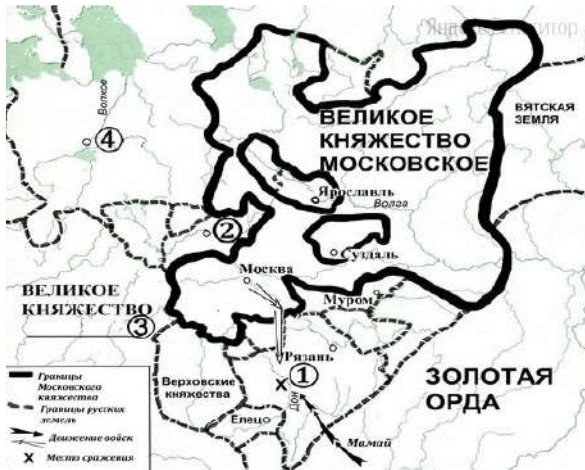 Волхов
④
ВЕЛИКОЕ
КНЯЖЕСТВО
МОСКОВСКОЕ
ВЯТСКАЯ
ЗЕМЛЯ
Ярославль
Волга
②
Суздаль
Москва
ВЕЛИКОЕ
КНЯЖЕСТВО
③
Муром
Рязань
①
Верховские
княжества
Дон
Елец
ЗОЛОТАЯ
ОРДА
Мамай
Границы
Московского
княжества
Границы русских
земель
Движение войск
X Место сражения